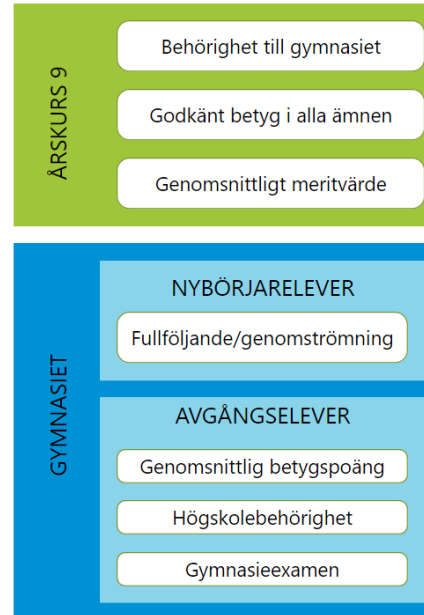 ÅRSKURS 9
Behörighet till gymnasiet
Godkänt betyg i alla ämnen
Genomsnittligt meritvärde
GYMNASIET
NYBÖRJARELEVER
Fullföljande/genomströmning
AVGÅNGSELEVER
Genomsnittlig betygspoäng
Högskolebehörighet
Gymnasieexamen